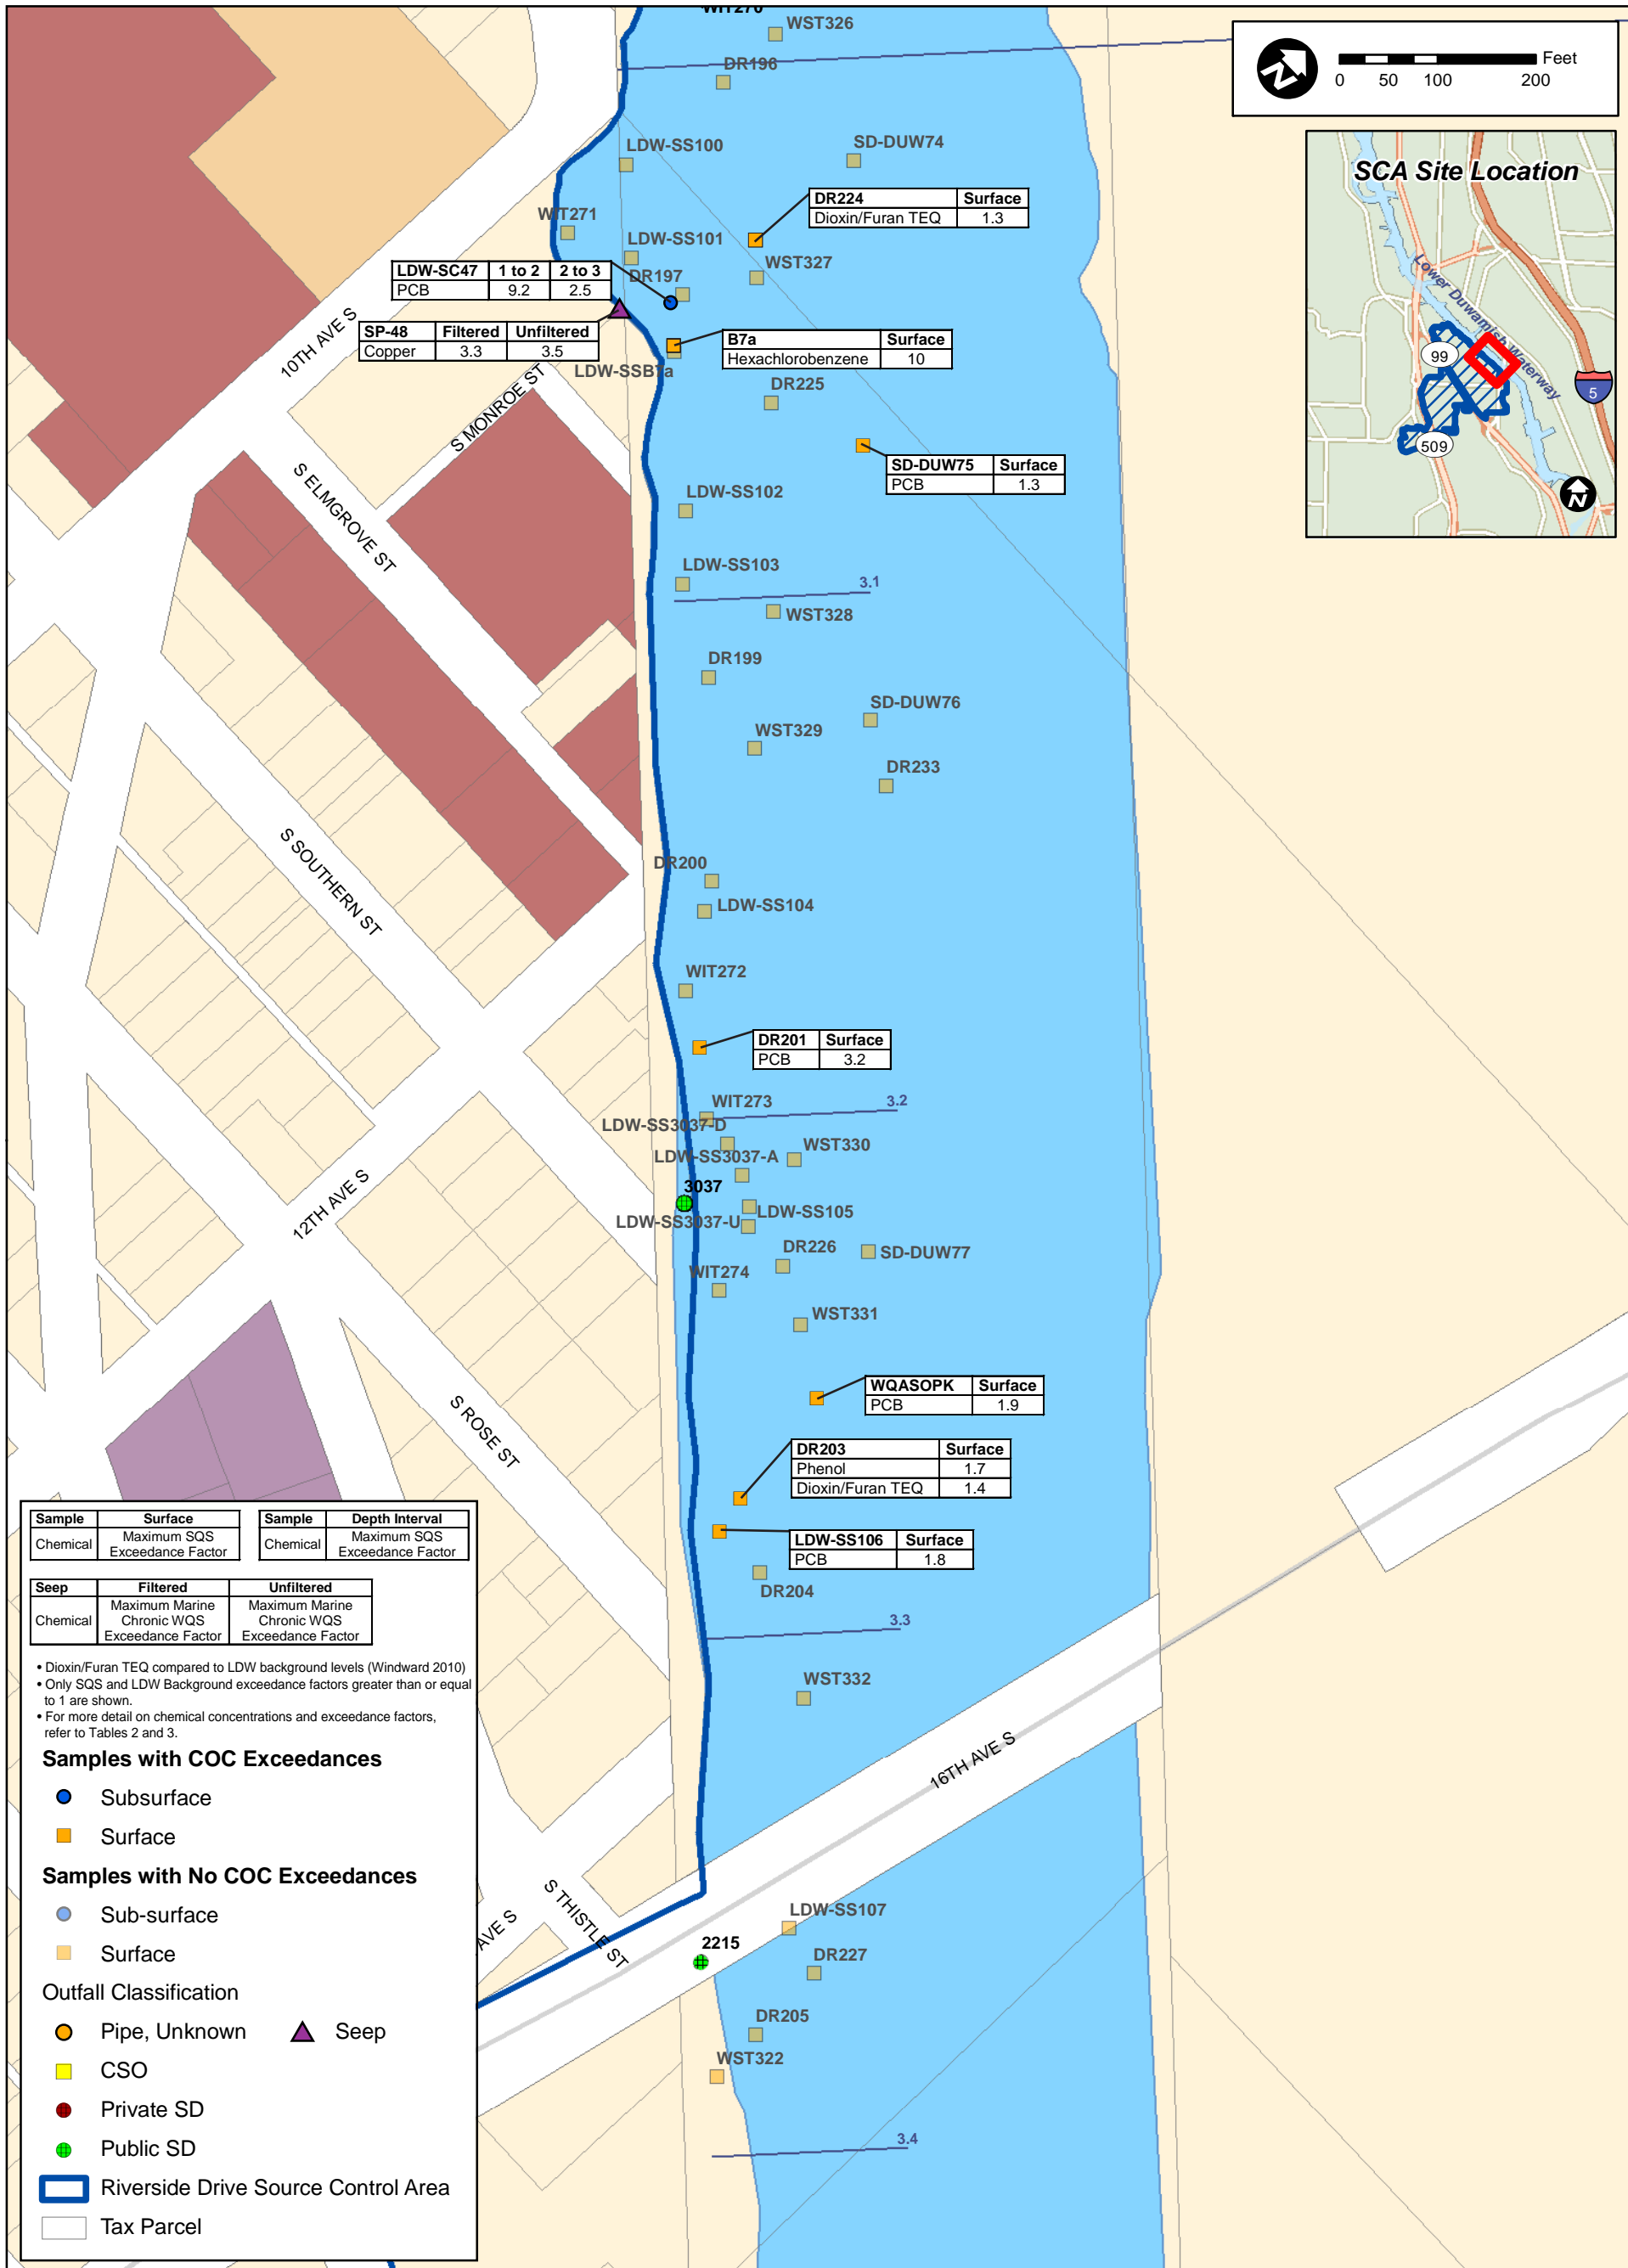 WIT270
WST326
DR196
LDW-SS100
SD-DUW74
DR224 Surface
Dioxin/Furan TEQ 1.3
WIT271
LDW-SS101
WST327
DR197
LDW-SC47 1 to 2 2 to 3
PCB 9.2 2.5
SP-48 Filtered Unfiltered
Copper 3.3 3.5
B7a Surface
Hexachlorobenzene 10
LDW-SSB7a
DR225
SD-DUW75 Surface
PCB 1.3
LDW-SS102
LDW-SS103
3.1
WST328
DR199
SD-DUW76
WST329
DR233
DR200
LDW-SS104
WIT272
DR201 Surface
PCB 3.2
WIT273
3.2
LDW-SS3037-D
WST330
LDW-SS3037-A
3037
LDW-SS105
LDW-SS3037-U
DR226
SD-DUW77
WIT274
WST331
WQASOPK Surface
PCB 1.9
DR203 Surface
Phenol 1.7
Dioxin/Furan TEQ 1.4
LDW-SS106 Surface
PCB 1.8
DR204
3.3
WST332
16TH AVE S
LDW-SS107
2215
DR227
DR205
WST322
3.4
10TH AVE S
S MONROE ST
S ELMGROVE ST
S SOUTHERN ST
12TH AVE S
S ROSE ST
S THISTLE ST
AVE S
Feet
0 50 100 200
N
SCA Site Location
Lower Duwamish Waterway
99
5
509
N
Sample Surface
Chemical Maximum SQS
Exceedance Factor
Sample Depth Interval
Chemical Maximum SQS
Exceedance Factor
Seep Filtered Unfiltered
Chemical Maximum Marine Maximum Marine
Chronic WQS Chronic WQS
Exceedance Factor Exceedance Factor
• Dioxin/Furan TEQ compared to LDW background levels (Windward 2010)
• Only SQS and LDW Background exceedance factors greater than or equal
to 1 are shown.
• For more detail on chemical concentrations and exceedance factors,
refer to Tables 2 and 3.
Samples with COC Exceedances
Subsurface
Surface
Samples with No COC Exceedances
Sub-surface
Surface
Outfall Classification
Pipe, Unknown Seep
CSO
Private SD
Public SD
Riverside Drive Source Control Area
Tax Parcel